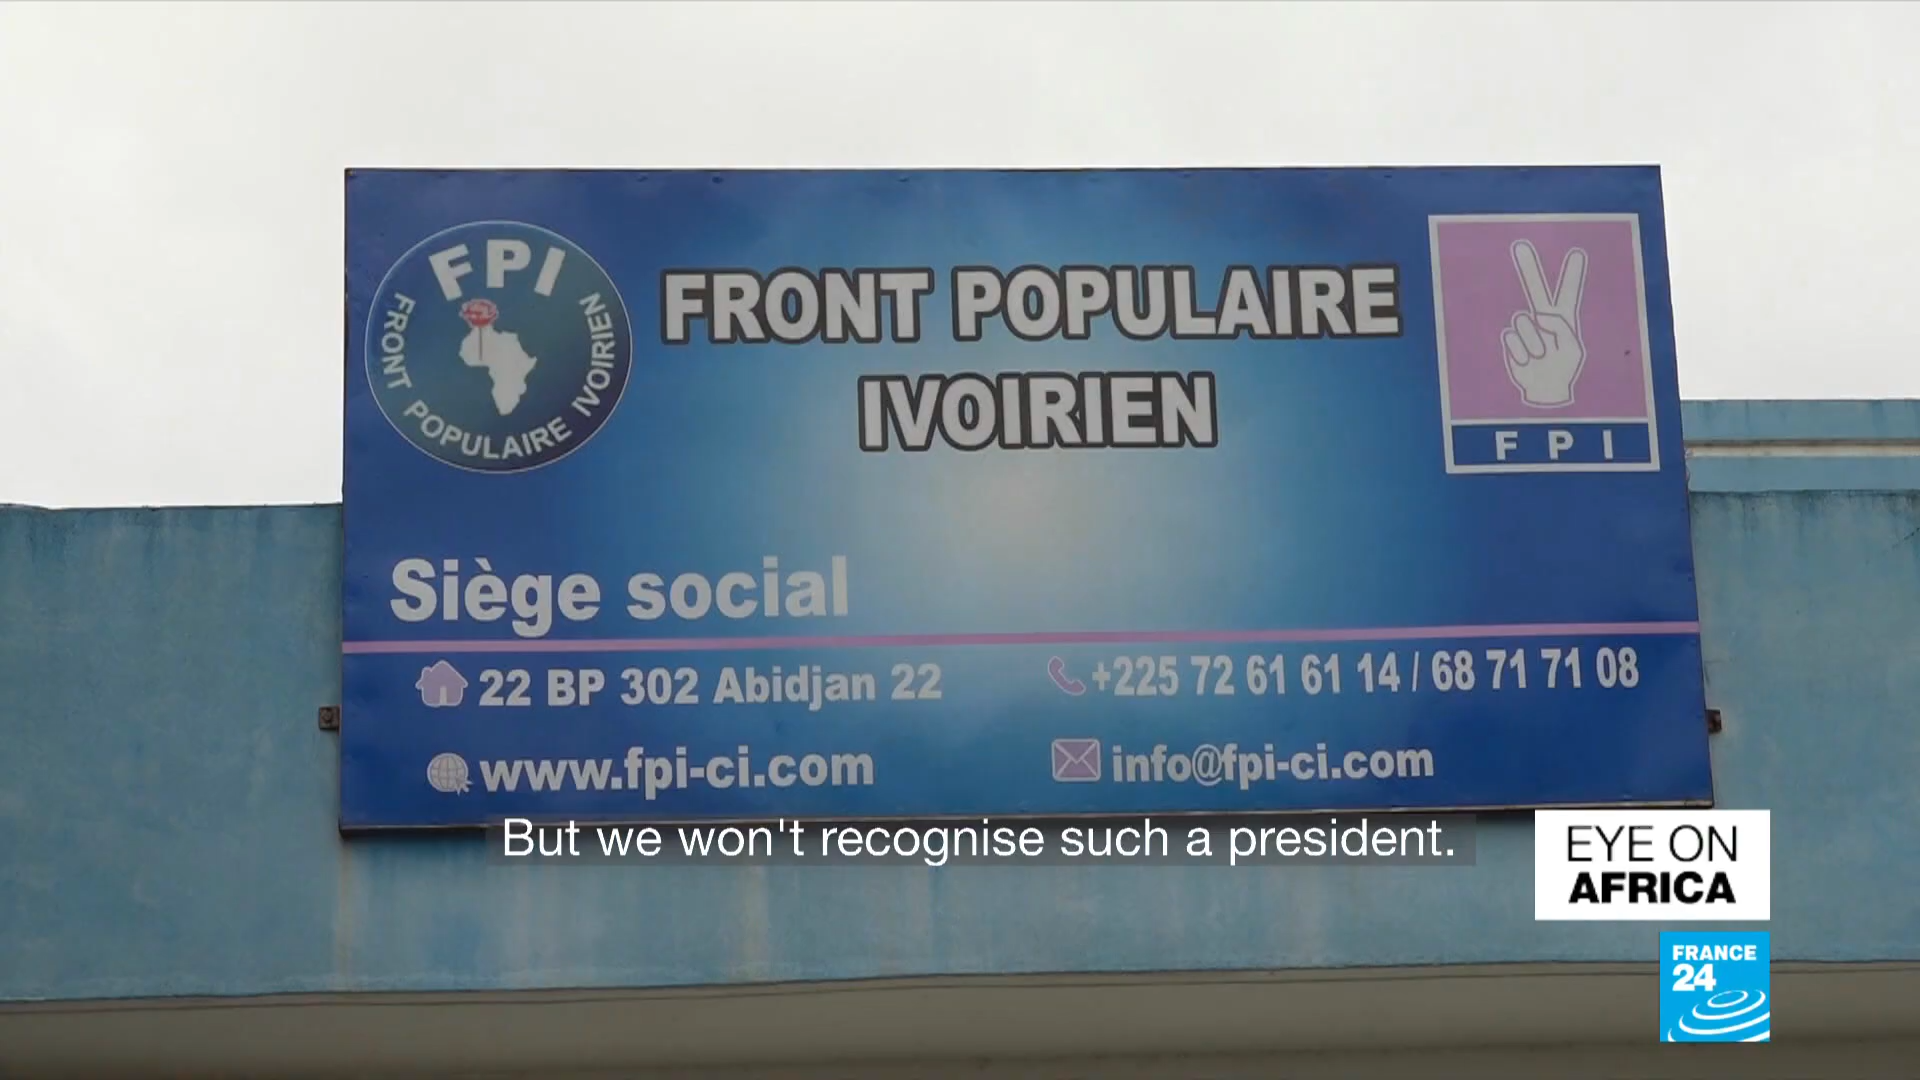 FPI
FRONT POPULAIRE IVOIRIEN
FRONT POPULAIRE
IVOIRIEN
FPI
Siège social
22 BP 302 Abidjan 22
+225 72 61 61 14 / 68 71 71 08
www.fpi-ci.com
info@fpi-ci.com
But we won't recognise such a president.
EYE ON
AFRICA
FRANCE
24